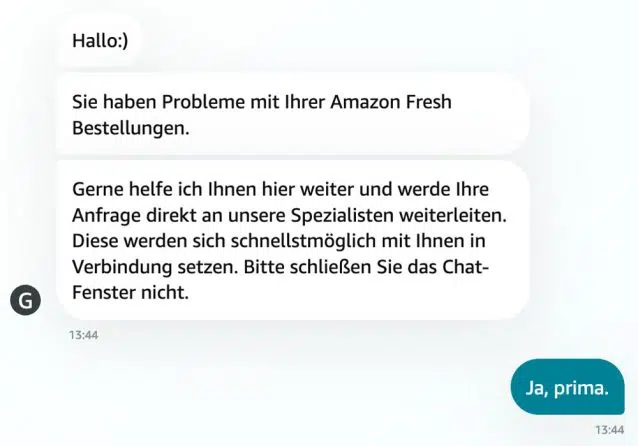 Hallo:)
Sie haben Probleme mit Ihrer Amazon Fresh
Bestellungen.
Gerne helfe ich Ihnen hier weiter und werde Ihre
Anfrage direkt an unsere Spezialisten weiterleiten.
Diese werden sich schnellstmöglich mit Ihnen in
Verbindung setzen. Bitte schließen Sie das Chat-
Fenster nicht.
G
13:44
Ja, prima.
13:44